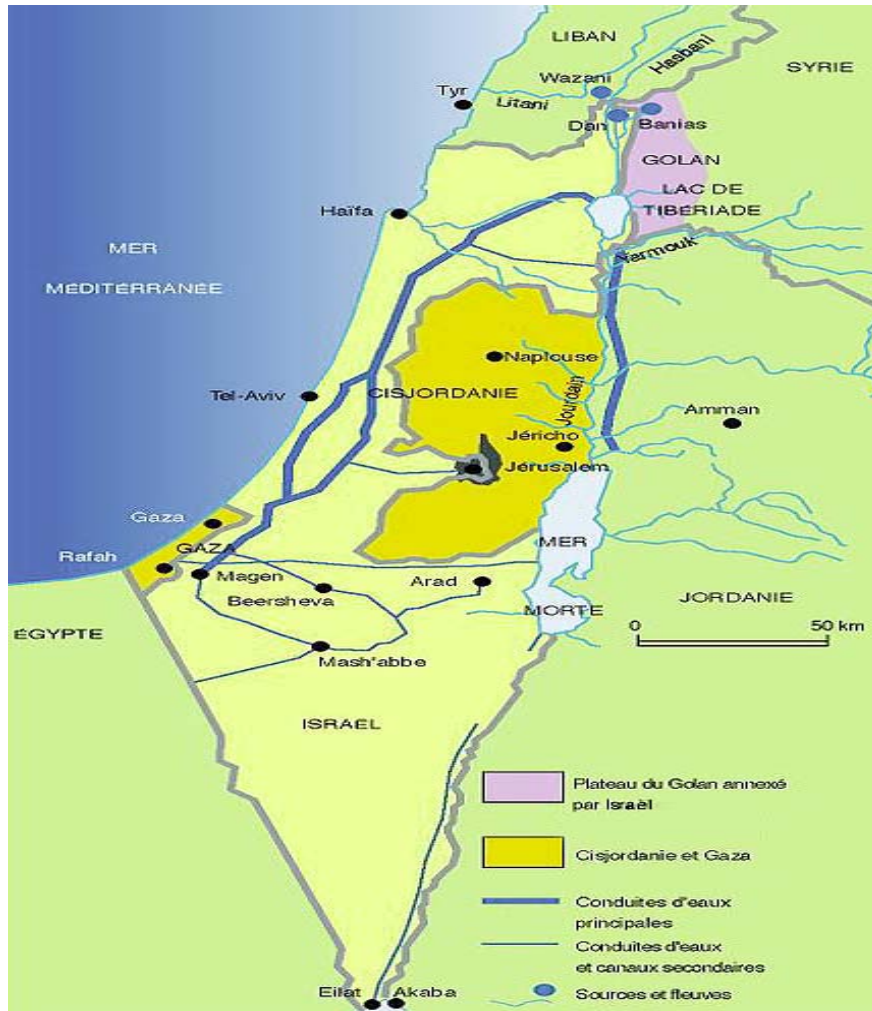 LIBAN
Hasbani
SYRIE
Wazani
Tyr
Litani
Dan
Banias
GOLAN
LAC DE
TIBÉRIADE
Haïfa
Yarmouk
MER
MÉDITERRANÉE
Naplouse
Tel-Aviv
CISJORDANIE
Jourdain
Amman
Jéricho
Jérusalem
Gaza
Rafah
GAZA
MER
Magen
Arad
Beersheva
MORTE
JORDANIE
0
50 km
ÉGYPTE
Mash'abbe
ISRAËL
Plateau du Golan annexé
par Israël
Cisjordanie et Gaza
Conduites d'eaux
principales
Conduites d'eaux
et canaux secondaires
Eilat
Akaba
Sources et fleuves